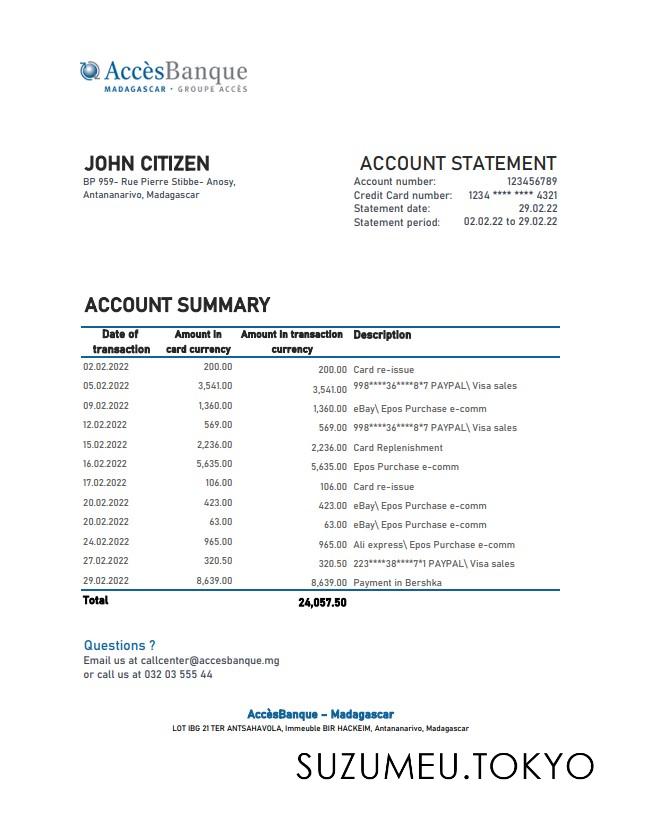 AccèsBanque
MADAGASCAR · GROUPE ACCÈS
JOHN CITIZEN
BP 959- Rue Pierre Stibbe- Anosy,
Antananarivo, Madagascar
ACCOUNT STATEMENT
Account number: 123456789
Credit Card number: 1234 **** **** 4321
Statement date: 29.02.22
Statement period: 02.02.22 to 29.02.22
ACCOUNT SUMMARY
Date of transaction Amount in card currency Amount in transaction currency Description
02.02.2022 200.00 200.00 Card re-issue
05.02.2022 3,541.00 3,541.00 998****36****8*7 PAYPAL\ Visa sales
09.02.2022 1,360.00 1,360.00 eBay\ Epos Purchase e-comm
12.02.2022 569.00 569.00 998****36****8*7 PAYPAL\ Visa sales
15.02.2022 2,236.00 2,236.00 Card Replenishment
16.02.2022 5,635.00 5,635.00 Epos Purchase e-comm
17.02.2022 106.00 106.00 Card re-issue
20.02.2022 423.00 423.00 eBay\ Epos Purchase e-comm
20.02.2022 63.00 63.00 eBay\ Epos Purchase e-comm
24.02.2022 965.00 965.00 Ali express\ Epos Purchase e-comm
27.02.2022 320.50 320.50 223****38****7*1 PAYPAL\ Visa sales
29.02.2022 8,639.00 8,639.00 Payment in Bershka
Total 24,057.50
Questions ?
Email us at callcenter@accesbanque.mg
or call us at 032 03 555 44
AccèsBanque – Madagascar
LOT IBG 21 TER ANTSAHAVOLA, Immeuble BIR HACKEIM, Antananarivo, Madagascar
SUZUMEU.TOKYO